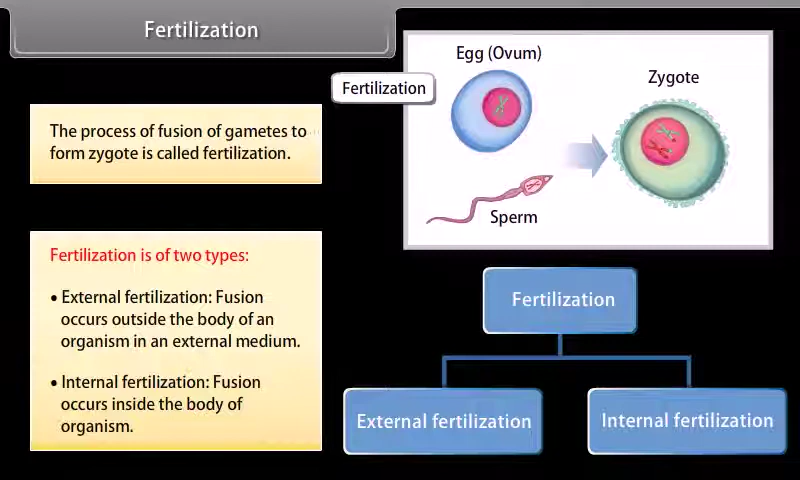 Fertilization
Egg (Ovum)
Zygote
Fertilization
Sperm
The process of fusion of gametes to
form zygote is called fertilization.
Fertilization is of two types:
• External fertilization: Fusion
occurs outside the body of an
organism in an external medium.
• Internal fertilization: Fusion
occurs inside the body of
organism.
Fertilization
External fertilization
Internal fertilization